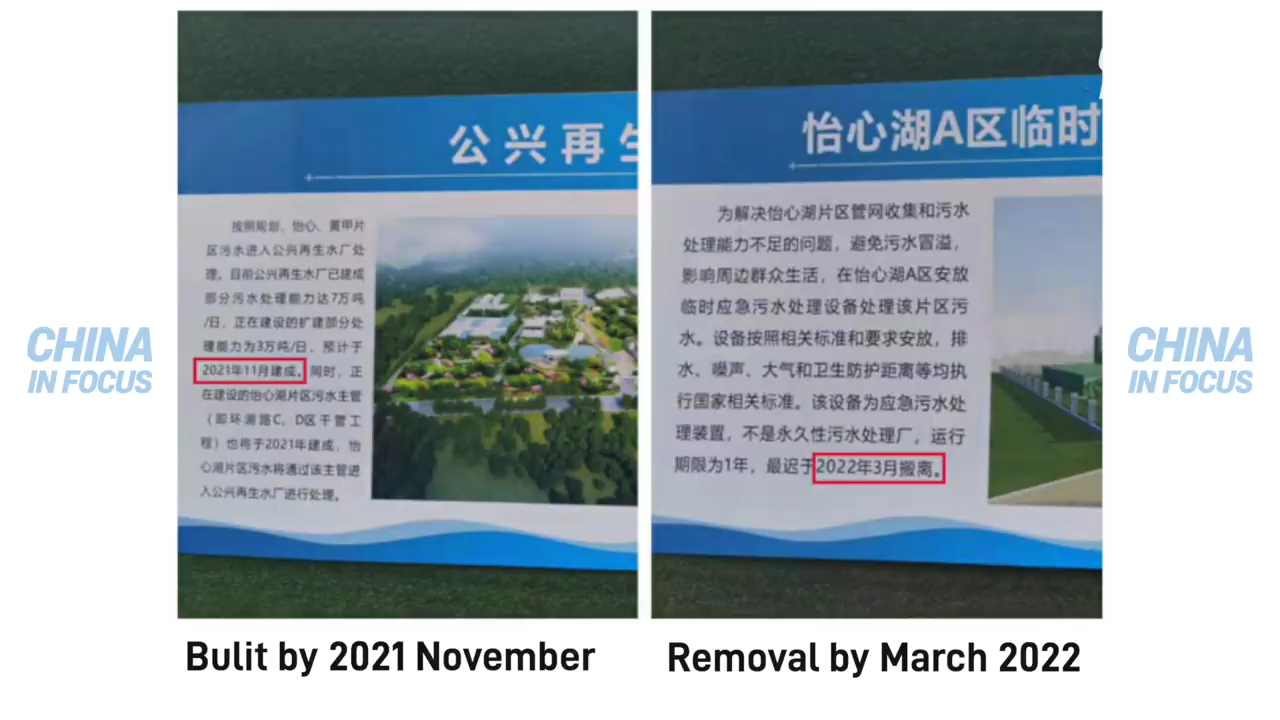 公兴再生
按照规划，怡心、黄甲片
区污水进入公兴再生水厂处
理。目前公兴再生水厂已建成
部分污水处理能力达7万吨
/日，正在建设的扩建部分处
理能力为3万吨/日，预计于
2021年11月建成。同时，正
在建设的怡心湖片区污水主管
（即环湖路C、D区干管工
程）也将于2021年建成，怡
心湖片区污水将通过该主管进
入公兴再生水厂进行处理。
怡心湖A区临时
为解决怡心湖片区管网收集和污水
处理能力不足的问题，避免污水冒溢，
影响周边群众生活，在怡心湖A区安放
临时应急污水处理设备处理该片区污
水。设备按照相关标准和要求安放，排
水、噪声、大气和卫生防护距离等均执
行国家相关标准。该设备为应急污水处
理装置，不是永久性污水处理厂，运行
期限为1年，最迟于2022年3月搬离。
CHINA
IN FOCUS
CHINA
IN FOCUS
Bulit by 2021 November
Removal by March 2022